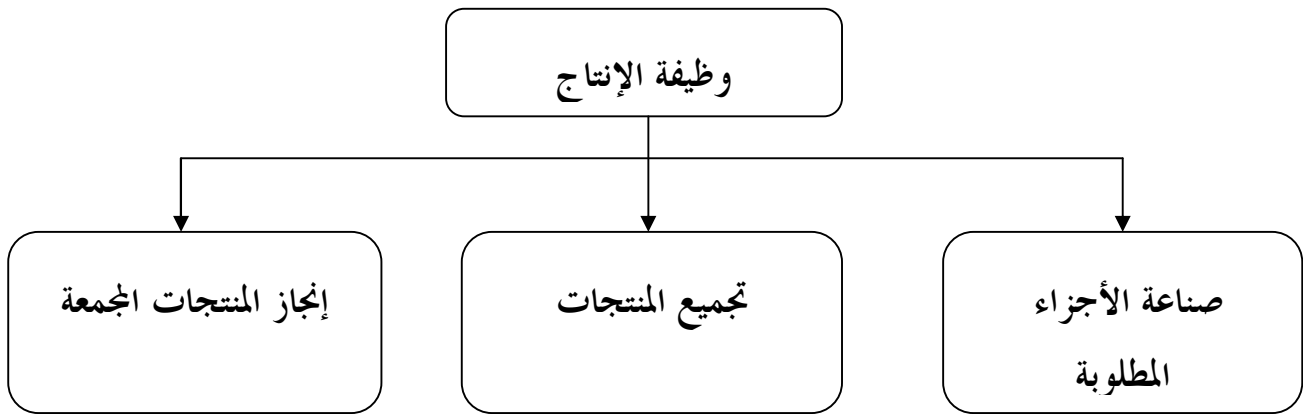 وظيفة الإنتاج
صناعة الأجزاء
المطلوبة
تجميع المنتجات
إنجاز المنتجات المجمعة